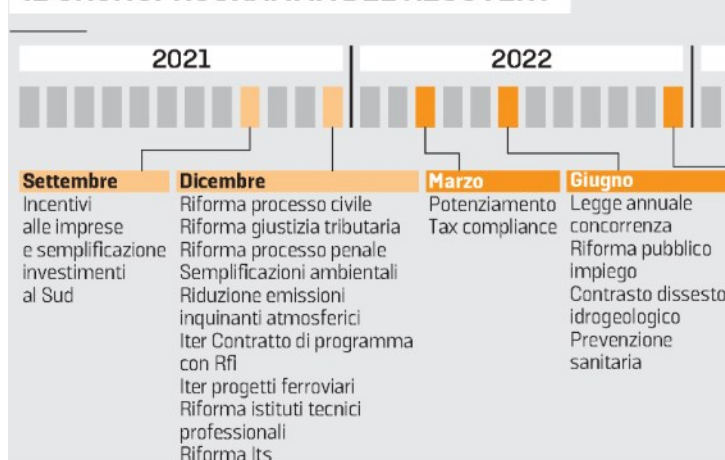 2021
2022
Settembre
Incentivi
alle imprese
e semplificazione
investimenti
al Sud
Dicembre
Riforma processo civile
Riforma giustizia tributaria
Riforma processo penale
Semplificazioni ambientali
Riduzione emissioni
inquinanti atmosferici
Iter Contratto di programma
con Rfi
Iter progetti ferroviari
Riforma istituti tecnici
professionali
Riforma Its
Marzo
Potenziamento
Tax compliance
Giugno
Legge annuale
concorrenza
Riforma pubblico
impiego
Contrasto dissesto
idrogeologico
Prevenzione
sanitaria